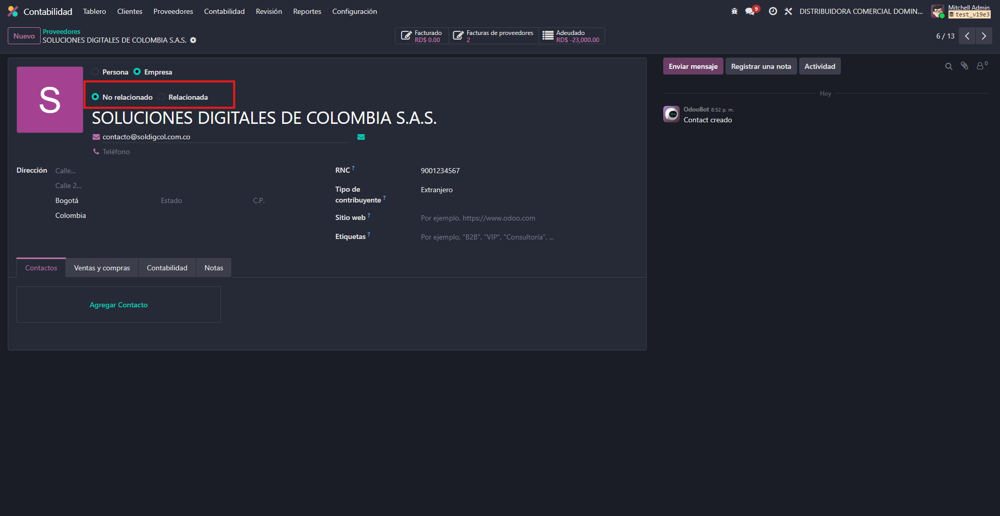 Contabilidad Tablero Clientes Proveedores Contabilidad Revisión Reportes Configuración 9 DISTRIBUIDORA COMERCIAL DOMIN... Mitchell Admin
test_v19e3
Nuevo
Proveedores
SOLUCIONES DIGITALES DE COLOMBIA S.A.S.
Facturado
RD$ 0.00
Facturas de proveedores
2
Adeudado
RD$ -23,000.00
6 / 13
S
Persona Empresa
No relacionado Relacionada
SOLUCIONES DIGITALES DE COLOMBIA S.A.S.
contacto@soldigcol.com.co
Teléfono
Dirección
Calle...
Calle 2...
Bogotá Estado C.P.
Colombia
RNC ? 9001234567
Tipo de contribuyente ? Extranjero
Sitio web ? Por ejemplo, https://www.odoo.com
Etiquetas ? Por ejemplo, "B2B", "VIP", "Consultoría", ...
Contactos Ventas y compras Contabilidad Notas
Agregar Contacto
Enviar mensaje Registrar una nota Actividad 0
Hoy
OdooBot 8:52 p. m.
Contact creado